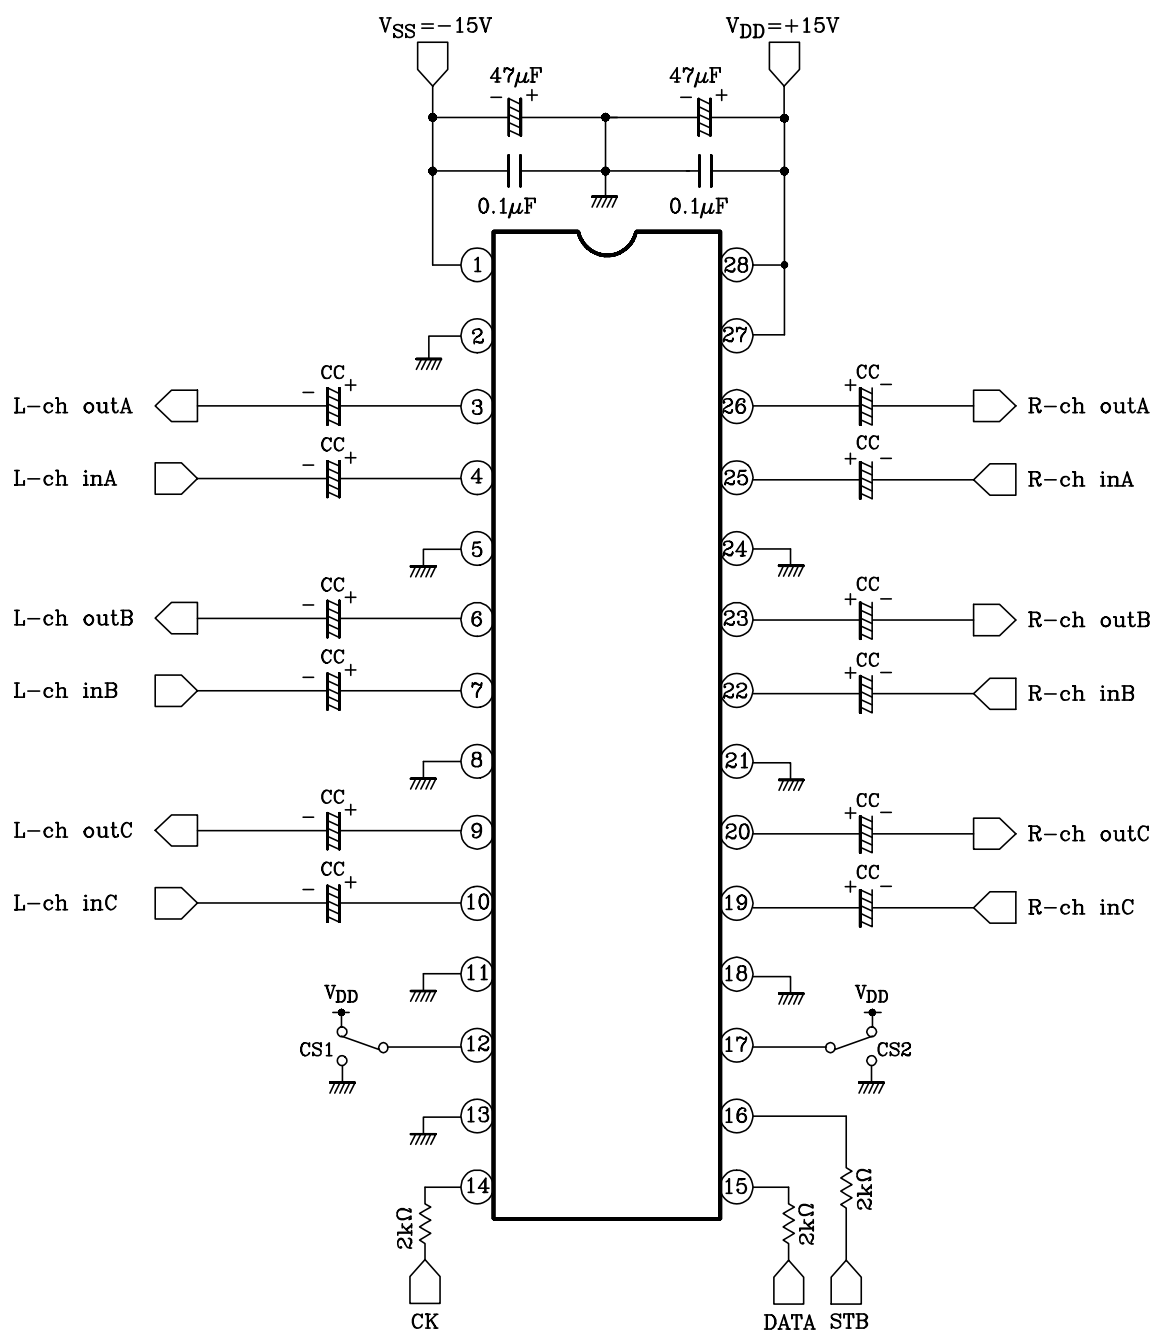 VSS=-15V VDD=+15V
47μF 47μF
- + - +
0.1μF 0.1μF
1 28
2 27
CC CC
- + + -
L-ch outA 3 26 R-ch outA
CC CC
- + + -
L-ch inA 4 25 R-ch inA
5 24
CC CC
- + + -
L-ch outB 6 23 R-ch outB
CC CC
- + + -
L-ch inB 7 22 R-ch inB
8 21
CC CC
- + + -
L-ch outC 9 20 R-ch outC
CC CC
- + + -
L-ch inC 10 19 R-ch inC
11 18
VDD VDD
CS1 12 17 CS2
13 16
14 15
2kΩ 2kΩ 2kΩ
CK DATA STB